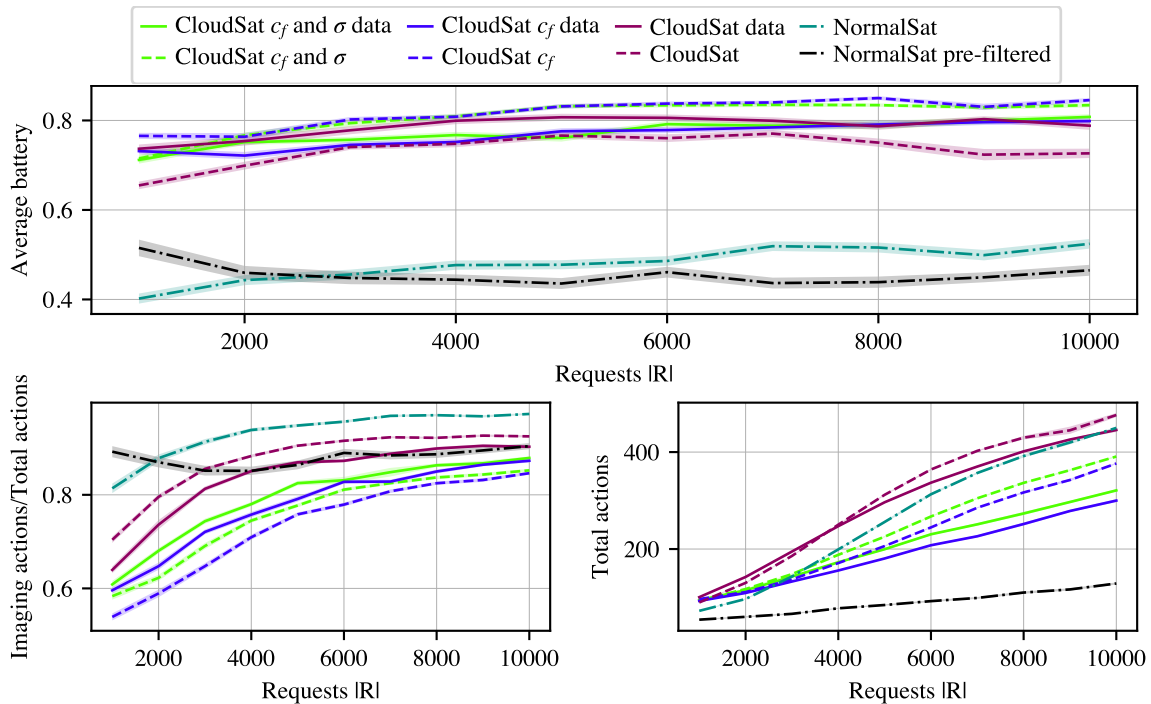 CloudSat c_f and σ data CloudSat c_f data CloudSat data NormalSat
CloudSat c_f and σ CloudSat c_f CloudSat NormalSat pre-filtered
Average battery
0.8
0.6
0.4
2000 4000 6000 8000 10000
Requests |R|
Imaging actions/Total actions
0.8
0.6
2000 4000 6000 8000 10000
Requests |R|
Total actions
400
200
2000 4000 6000 8000 10000
Requests |R|